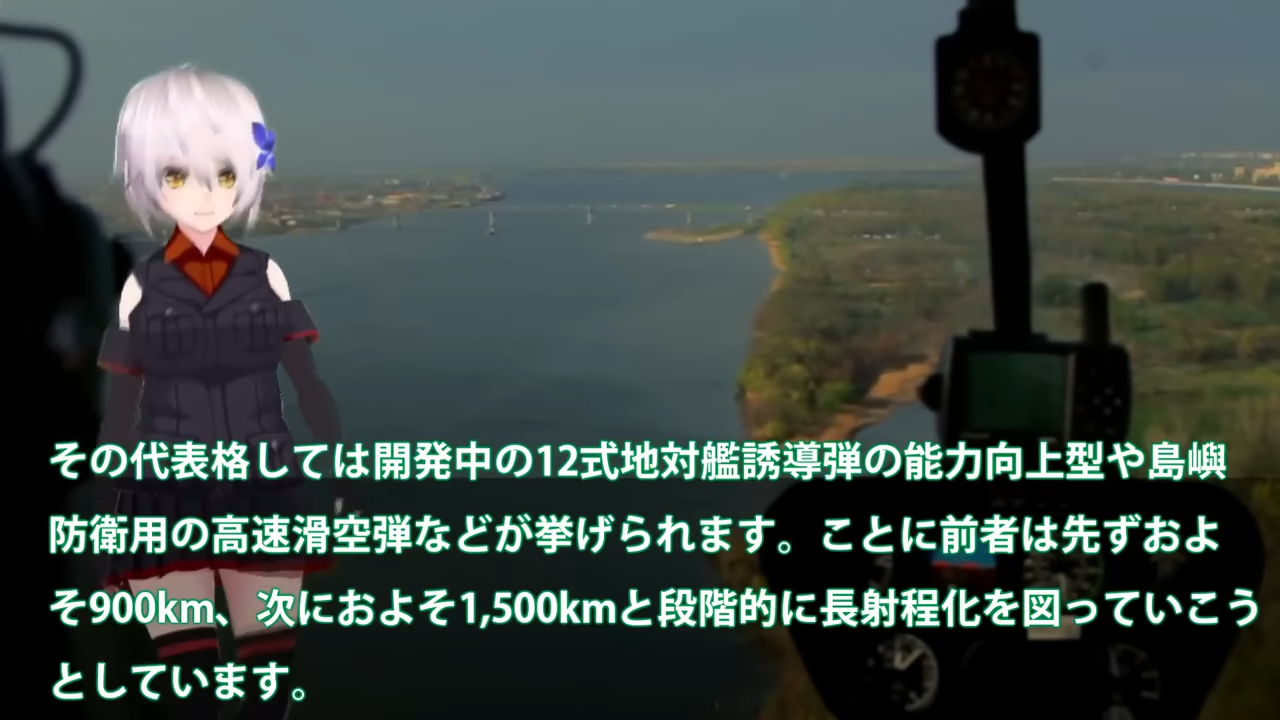 その代表格しては開発中の12式地対艦誘導弾の能力向上型や島嶼
防衛用の高速滑空弾などが挙げられます。ことに前者は先ずおよ
そ900km、次におよそ1,500kmと段階的に長射程化を図っていこう
としています。